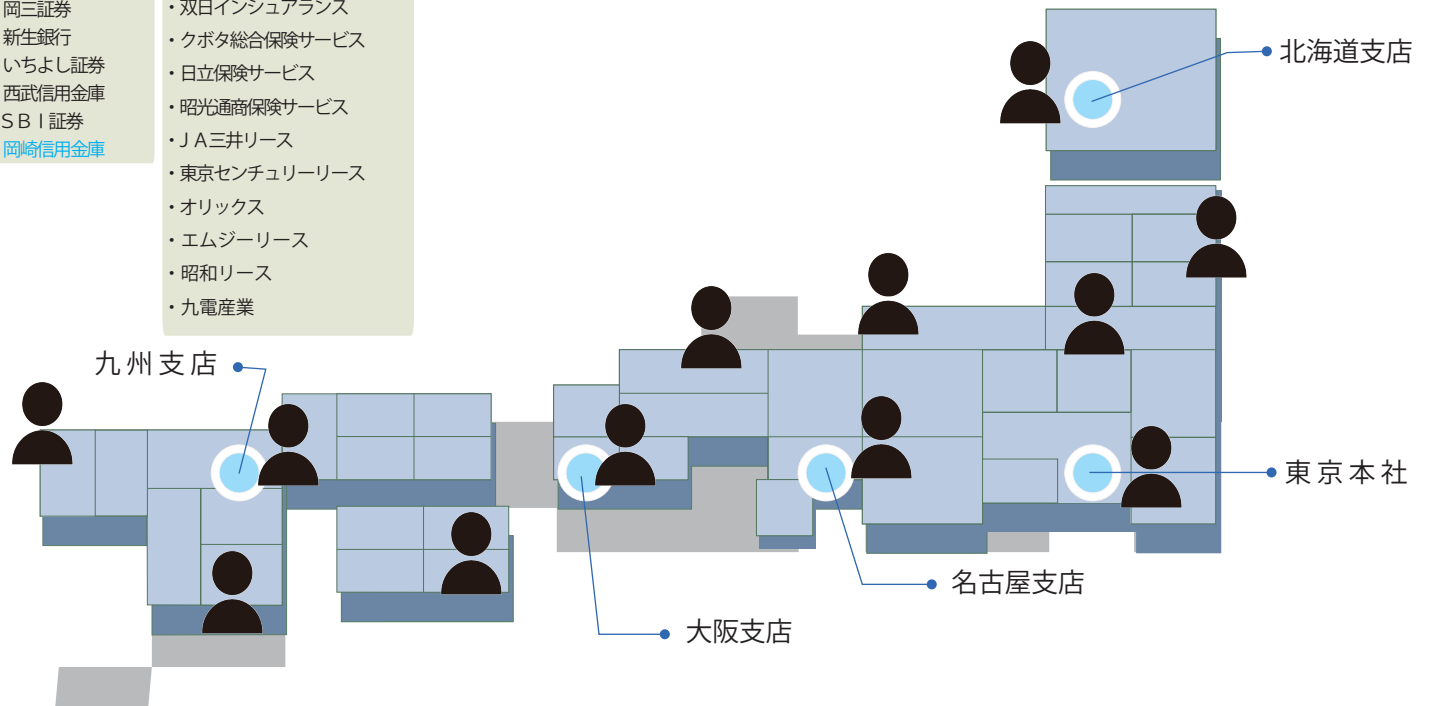 岡三証券
新生銀行
いちよし証券
西武信用金庫
ＳＢＩ証券
岡崎信用金庫
・双日インシュアランス
・クボタ総合保険サービス
・日立保険サービス
・昭光通商保険サービス
・ＪＡ三井リース
・東京センチュリーリース
・オリックス
・エムジーリース
・昭和リース
・九電産業
北海道支店
九州支店
東京本社
名古屋支店
大阪支店